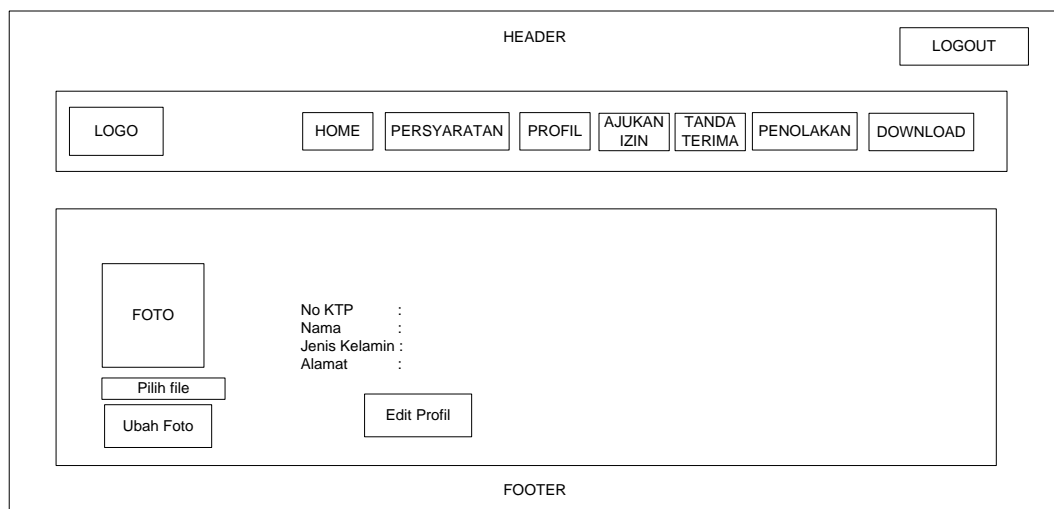 HEADER
LOGOUT
LOGO
HOME
PERSYARATAN
PROFIL
AJUKAN
IZIN
TANDA
TERIMA
PENOLAKAN
DOWNLOAD
FOTO
Pilih file
Ubah Foto
No KTP :
Nama :
Jenis Kelamin :
Alamat :
Edit Profil
FOOTER